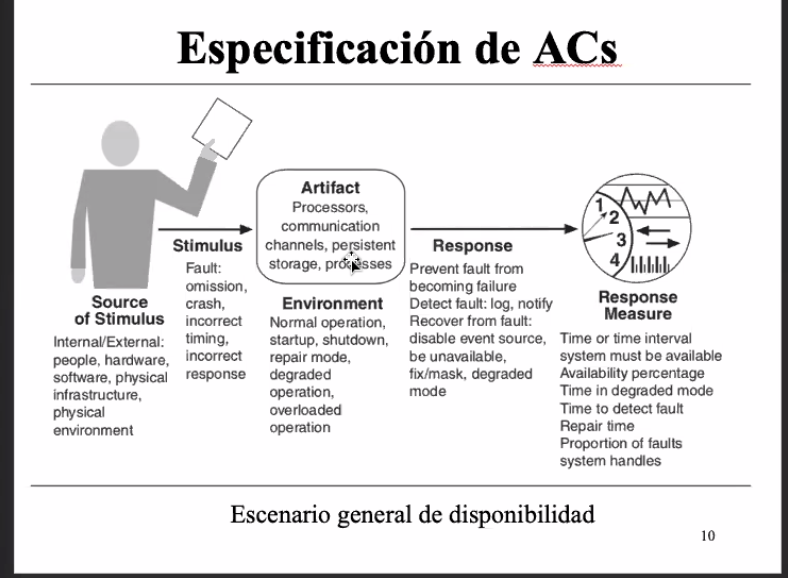 Especificación de ACs
Artifact
Processors,
communication
channels, persistent
storage, processes
Stimulus
Fault:
omission,
crash,
incorrect
timing,
incorrect
response
Source
of Stimulus
Internal/External:
people, hardware,
software, physical
infrastructure,
physical
environment
Environment
Normal operation,
startup, shutdown,
repair mode,
degraded
operation,
overloaded
operation
Response
Prevent fault from
becoming failure
Detect fault: log, notify
Recover from fault:
disable event source,
be unavailable,
fix/mask, degraded
mode
1
2
3
4
Response
Measure
Time or time interval
system must be available
Availability percentage
Time in degraded mode
Time to detect fault
Repair time
Proportion of faults
system handles
Escenario general de disponibilidad
10